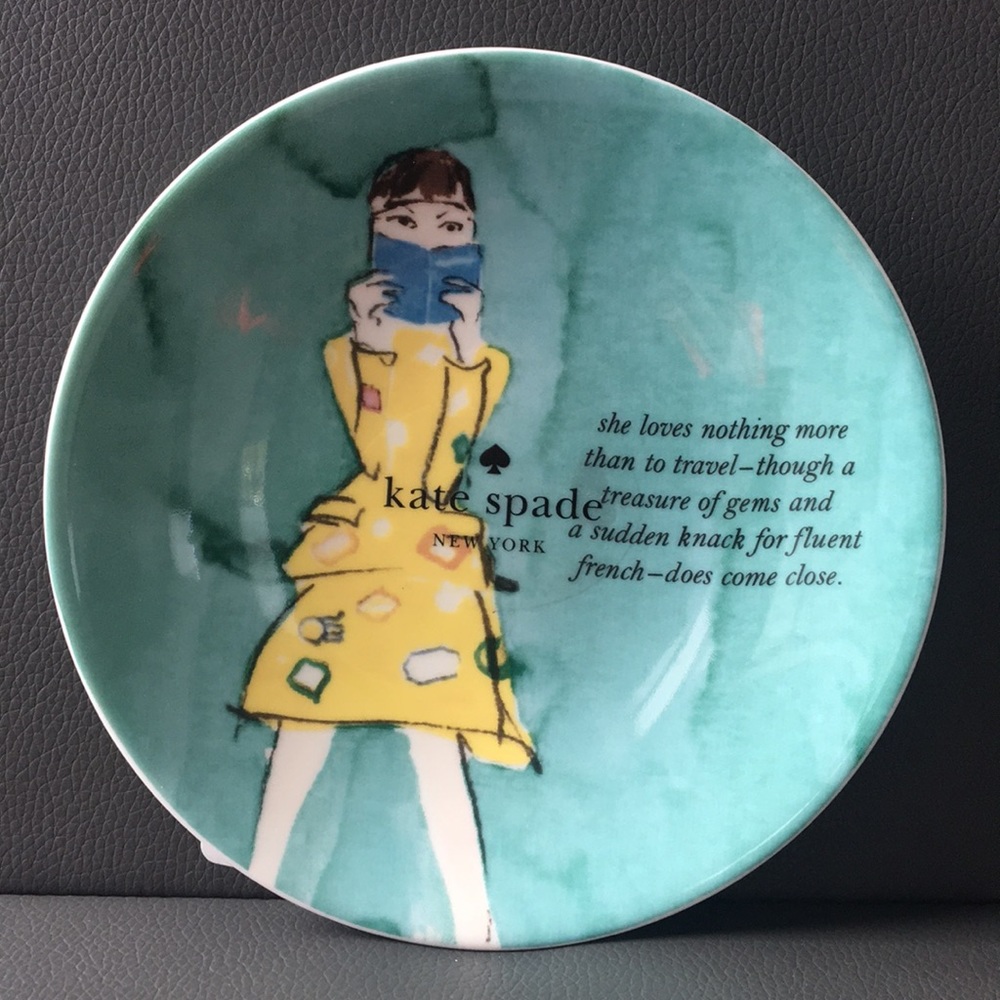 kate spade
NEW YORK
she loves nothing more
than to travel–though a
treasure of gems and
a sudden knack for fluent
french–does come close.